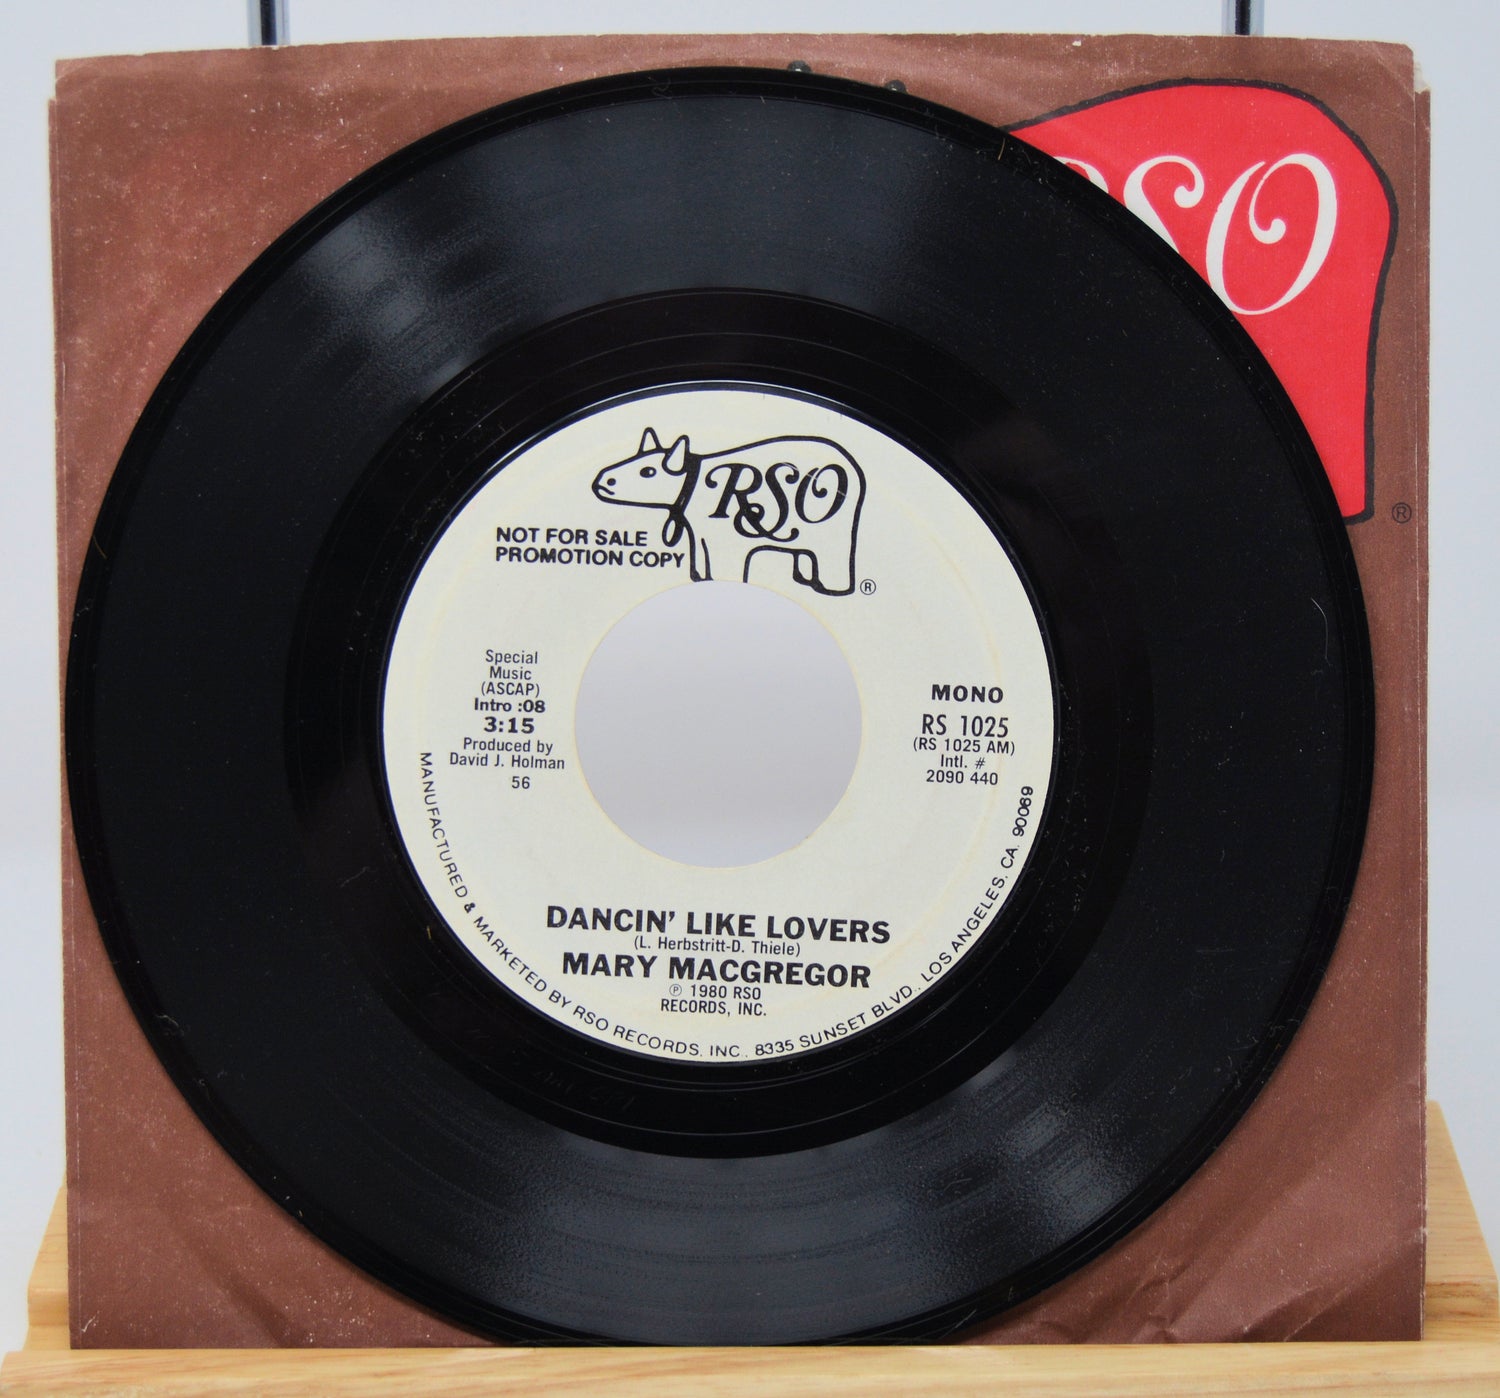 RSO
®
RSO
®
NOT FOR SALE
PROMOTION COPY
Special
Music
(ASCAP)
Intro :08
3:15
Produced by
David J. Holman
56
MONO
RS 1025
(RS 1025 AM)
Intl. #
2090 440
DANCIN' LIKE LOVERS
(L. Herbstritt-D. Thiele)
MARY MACGREGOR
℗ 1980 RSO
RECORDS, INC.
MANUFACTURED & MARKETED BY RSO RECORDS, INC., 8335 SUNSET BLVD., LOS ANGELES, CA. 90069